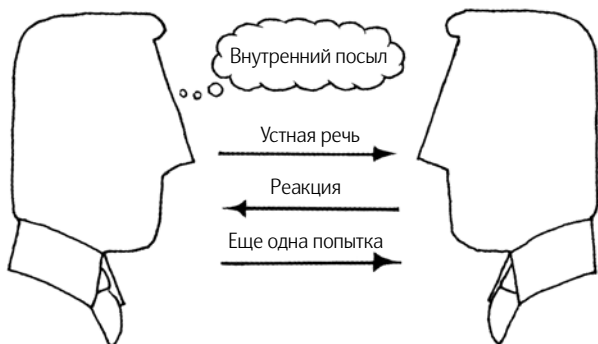 Внутренний посыл
Устная речь
Реакция
Еще одна попытка